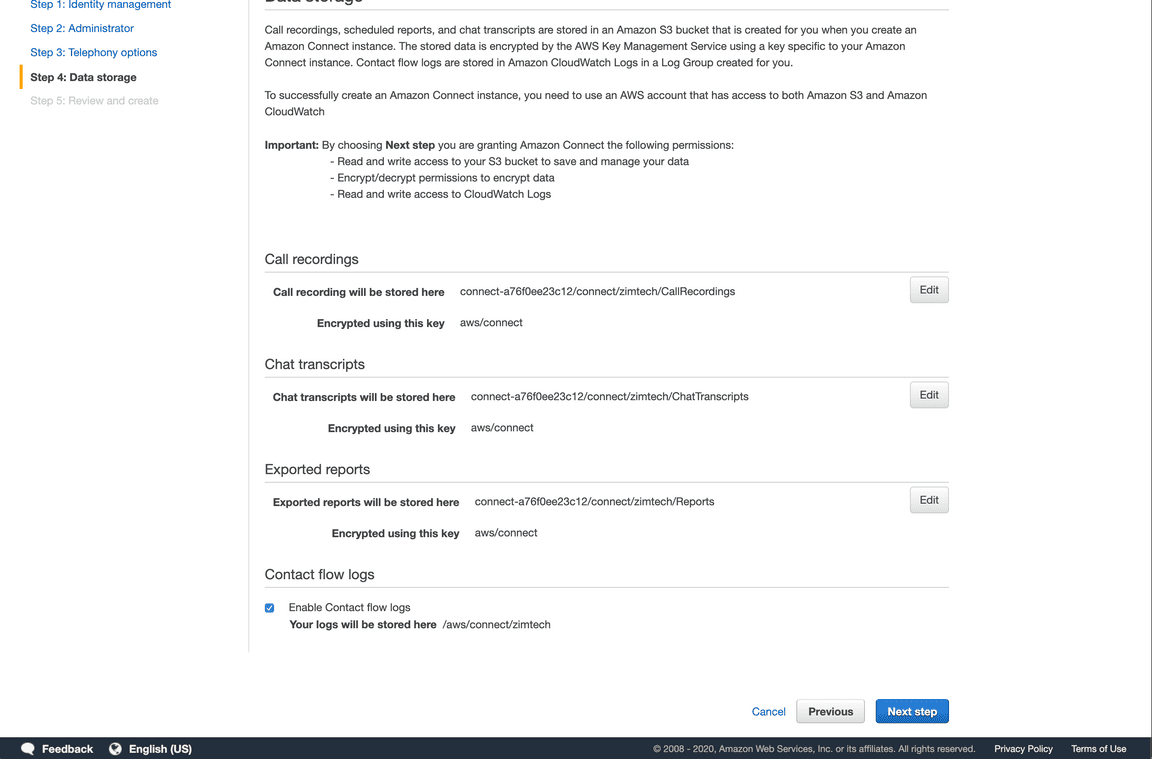 Step 1: Identity management
Step 2: Administrator
Step 3: Telephony options
Step 4: Data storage
Step 5: Review and create
Data storage
Call recordings, scheduled reports, and chat transcripts are stored in an Amazon S3 bucket that is created for you when you create an
Amazon Connect instance. The stored data is encrypted by the AWS Key Management Service using a key specific to your Amazon
Connect instance. Contact flow logs are stored in Amazon CloudWatch Logs in a Log Group created for you.
To successfully create an Amazon Connect instance, you need to use an AWS account that has access to both Amazon S3 and Amazon
CloudWatch
Important: By choosing Next step you are granting Amazon Connect the following permissions:
- Read and write access to your S3 bucket to save and manage your data
- Encrypt/decrypt permissions to encrypt data
- Read and write access to CloudWatch Logs
Call recordings
Call recording will be stored here connect-a76f0ee23c12/connect/zimtech/CallRecordings Edit
Encrypted using this key aws/connect
Chat transcripts
Chat transcripts will be stored here connect-a76f0ee23c12/connect/zimtech/ChatTranscripts Edit
Encrypted using this key aws/connect
Exported reports
Exported reports will be stored here connect-a76f0ee23c12/connect/zimtech/Reports Edit
Encrypted using this key aws/connect
Contact flow logs
Enable Contact flow logs
Your logs will be stored here /aws/connect/zimtech
Cancel Previous Next step
Feedback English (US) © 2008 - 2020, Amazon Web Services, Inc. or its affiliates. All rights reserved. Privacy Policy Terms of Use